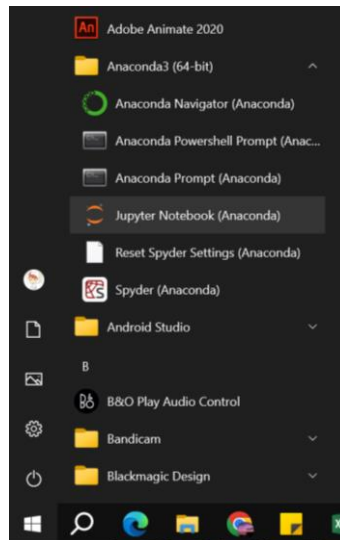 An Adobe Animate 2020
Anaconda3 (64-bit)
Anaconda Navigator (Anaconda)
Anaconda Powershell Prompt (Anac...
Anaconda Prompt (Anaconda)
Jupyter Notebook (Anaconda)
Reset Spyder Settings (Anaconda)
Spyder (Anaconda)
Android Studio
B
B&O Play Audio Control
Bandicam
Blackmagic Design